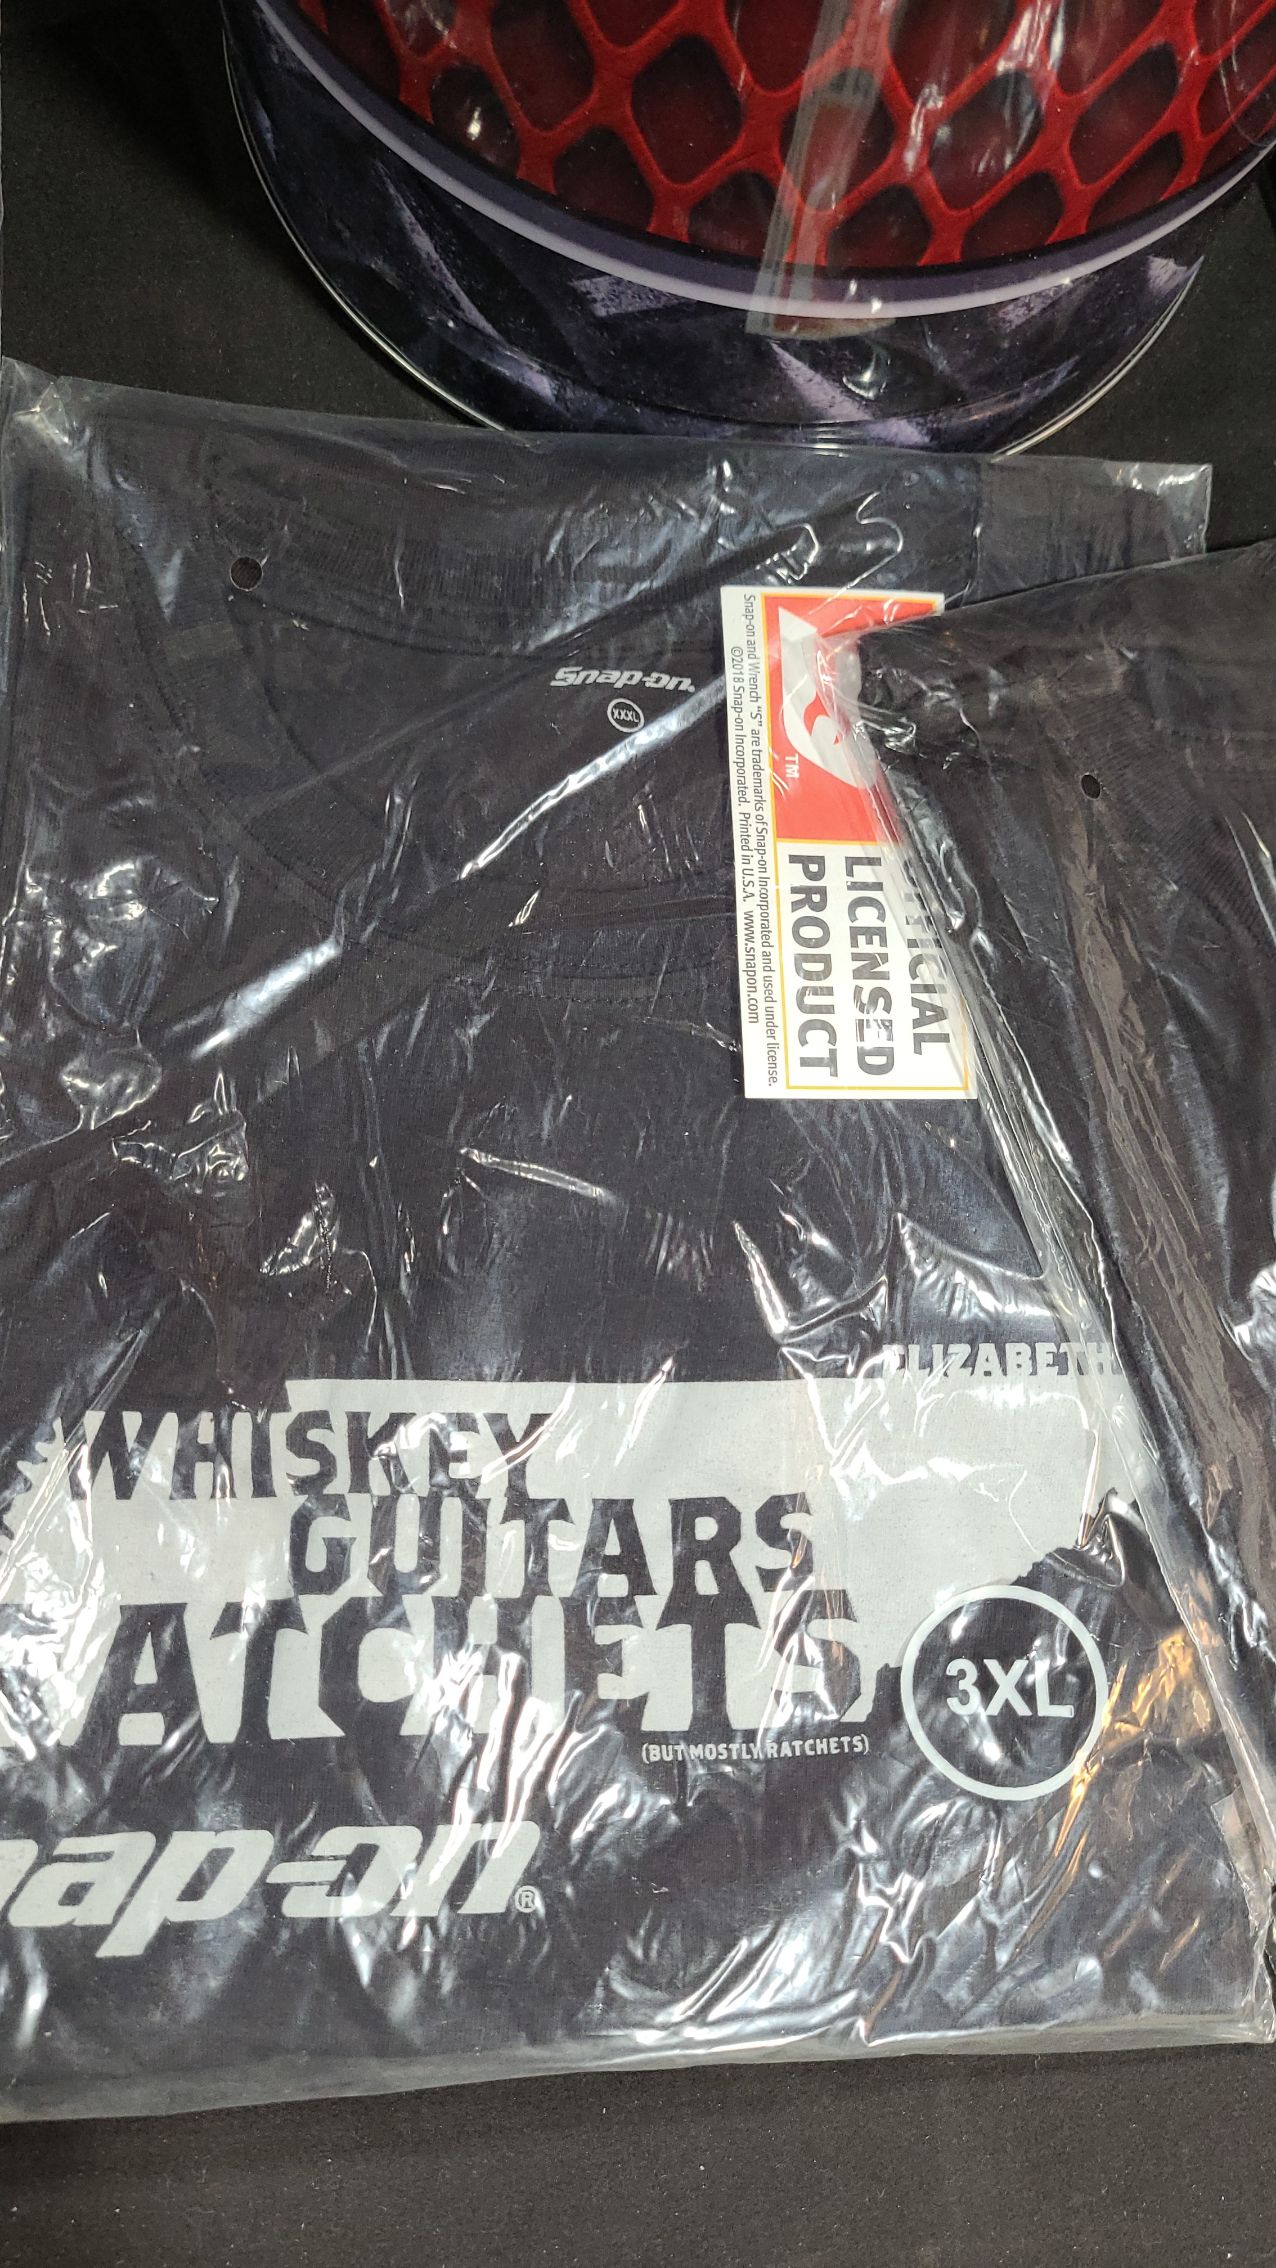 Snap-on.
XXXL
Snap-on and Wrench "S" are trademarks of Snap-on Incorporated and used under license.
©2018 Snap-on Incorporated. Printed in U.S.A. www.snapon.com
TM
LICENSED
PRODUCT
ELIZABETH
WHISKEY
GUITARS
ATCHETS
(BUT MOSTLY RATCHETS)
3XL
nap-on®